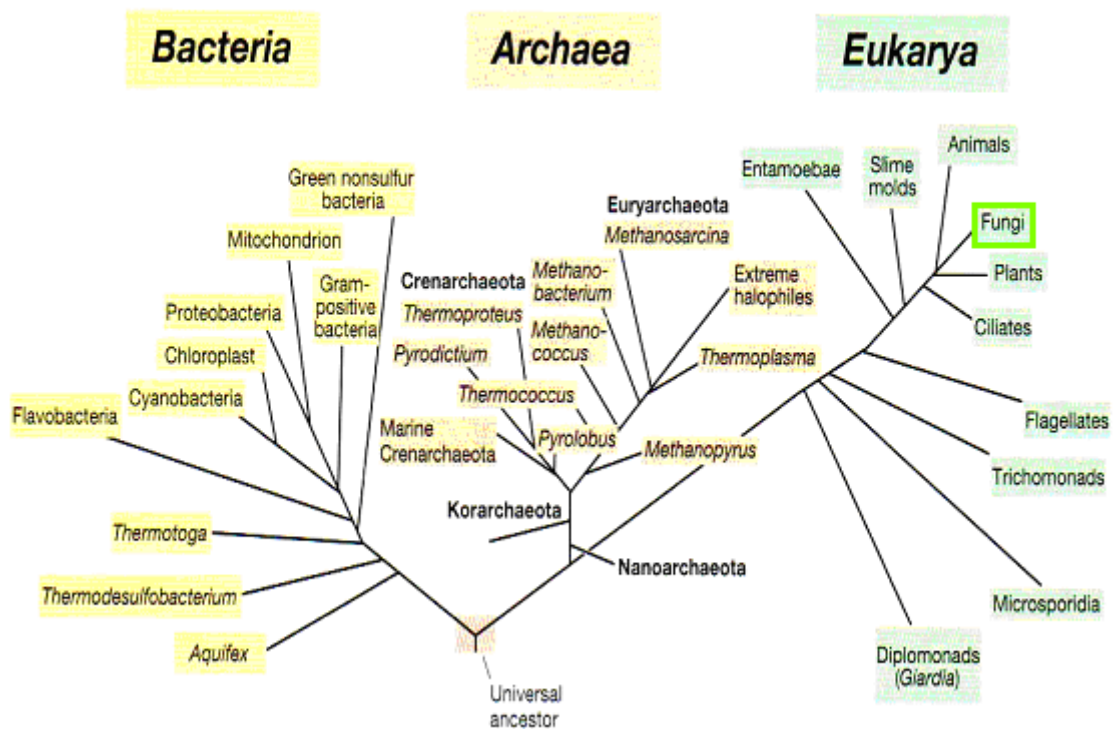 Bacteria
Archaea
Eukarya
Green nonsulfur
bacteria
Mitochondrion
Gram-
positive
bacteria
Proteobacteria
Chloroplast
Cyanobacteria
Flavobacteria
Thermotoga
Thermodesulfobacterium
Aquifex
Crenarchaeota
Thermoproteus
Pyrodictium
Thermococcus
Marine
Crenarchaeota
Pyrolobus
Euryarchaeota
Methanosarcina
Methano-
bacterium
Methano-
coccus
Extreme
halophiles
Thermoplasma
Methanopyrus
Korarchaeota
Nanoarchaeota
Universal
ancestor
Entamoebae
Slime
molds
Animals
Fungi
Plants
Ciliates
Flagellates
Trichomonads
Microsporidia
Diplomonads
(Giardia)